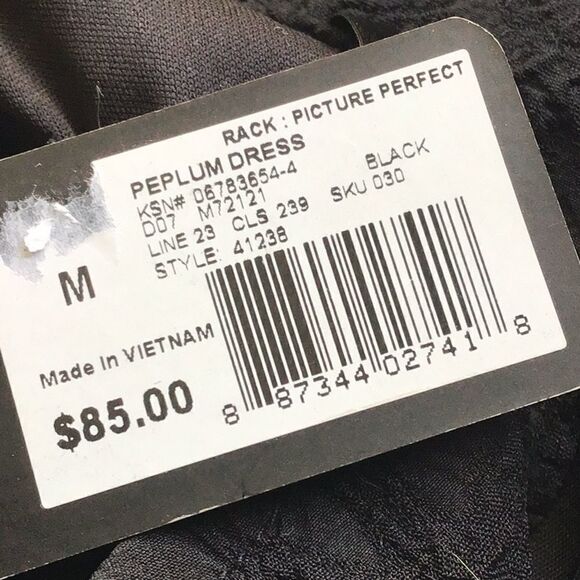 RACK : PICTURE PERFECT
PEPLUM DRESS
KSN# 06783654-4 BLACK
D07 M72121
LINE 23 CLS 239 SKU 030
STYLE: 41238
M
Made In VIETNAM
$85.00
8 87344 02741 8